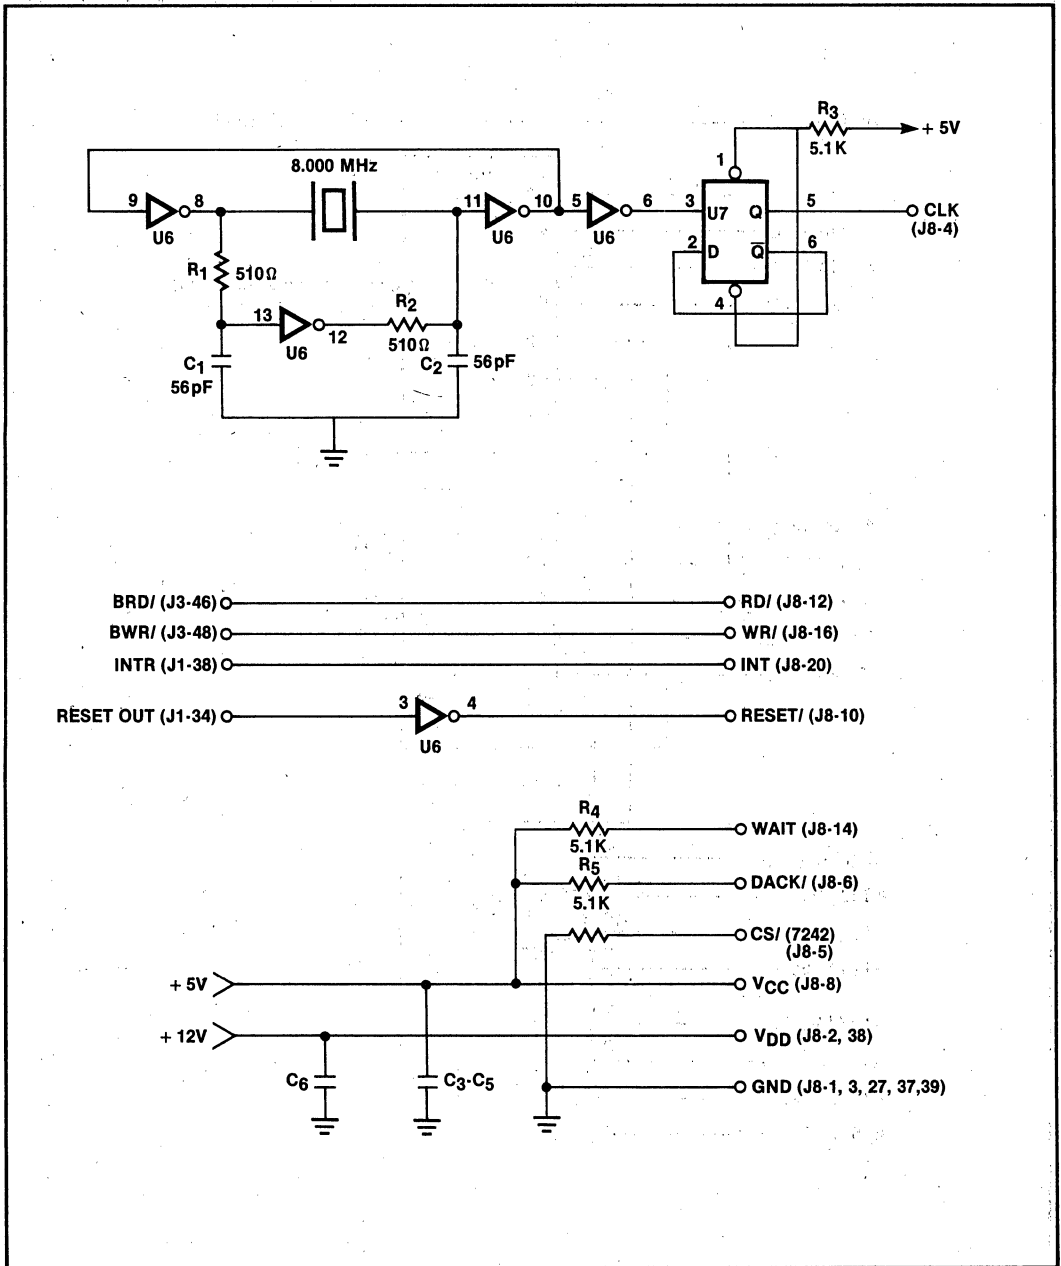 R3
5.1K
+ 5V
8.000 MHz
1
9
8
U6
11
10
U6
5
6
U6
3
U7
Q
5
CLK
(J8-4)
2
D
Q̅
6
4
R1
510Ω
13
12
U6
R2
510Ω
C1
56pF
C2
56pF
BRD/ (J3-46)
RD/ (J8-12)
BWR/ (J3-48)
WR/ (J8-16)
INTR (J1-38)
INT (J8-20)
RESET OUT (J1-34)
3
4
U6
RESET/ (J8-10)
R4
5.1K
WAIT (J8-14)
R5
5.1K
DACK/ (J8-6)
CS/ (7242)
(J8-5)
+ 5V
VCC (J8-8)
+ 12V
VDD (J8-2, 38)
C6
C3-C5
GND (J8-1, 3, 27, 37,39)